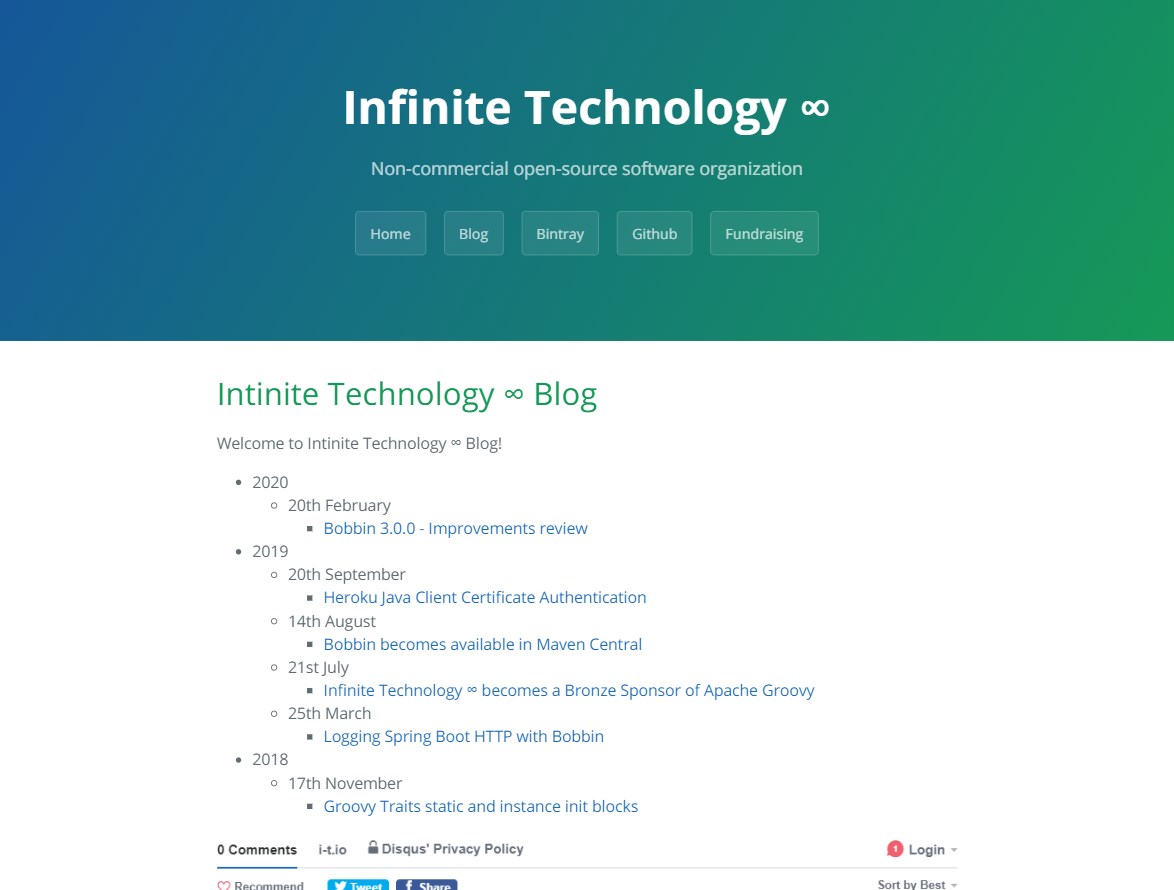 Infinite Technology ∞
Non-commercial open-source software organization
Home Blog Bintray Github Fundraising
Intinite Technology ∞ Blog
Welcome to Intinite Technology ∞ Blog!
2020
20th February
Bobbin 3.0.0 - Improvements review
2019
20th September
Heroku Java Client Certificate Authentication
14th August
Bobbin becomes available in Maven Central
21st July
Infinite Technology ∞ becomes a Bronze Sponsor of Apache Groovy
25th March
Logging Spring Boot HTTP with Bobbin
2018
17th November
Groovy Traits static and instance init blocks
0 Comments i-t.io Disqus' Privacy Policy 1 Login
Recommend Tweet Share Sort by Best